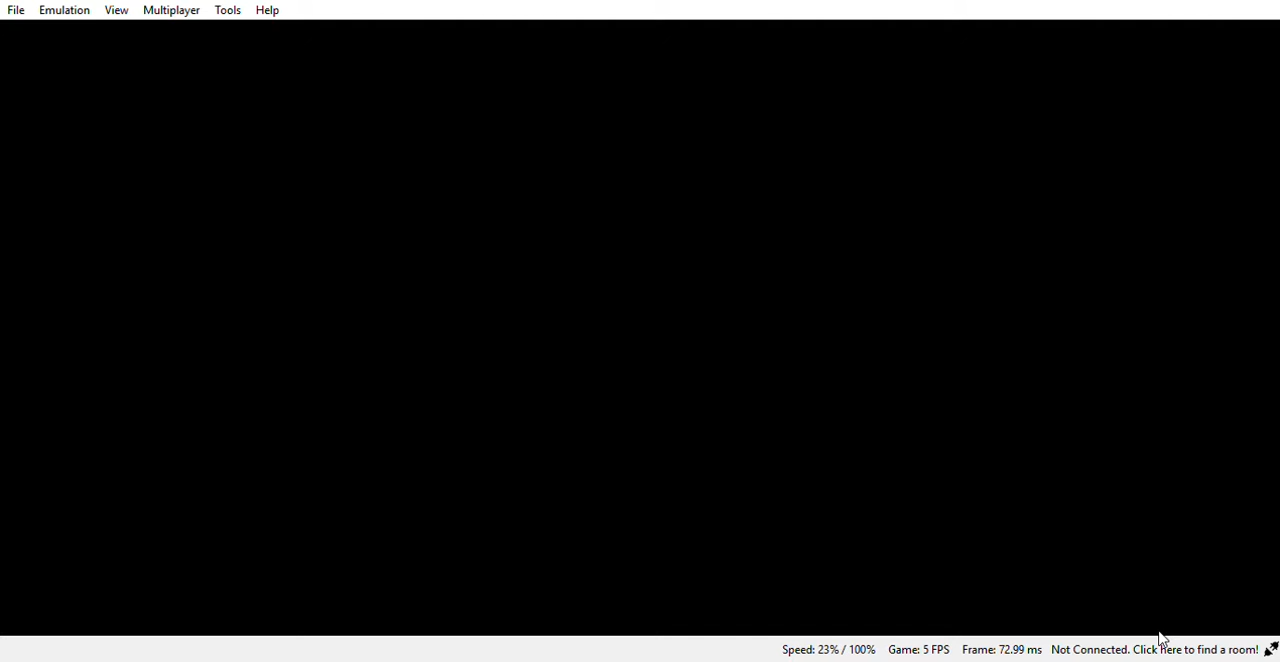 File Emulation View Multiplayer Tools Help
Speed: 23% / 100% Game: 5 FPS Frame: 72.99 ms Not Connected. Click here to find a room!